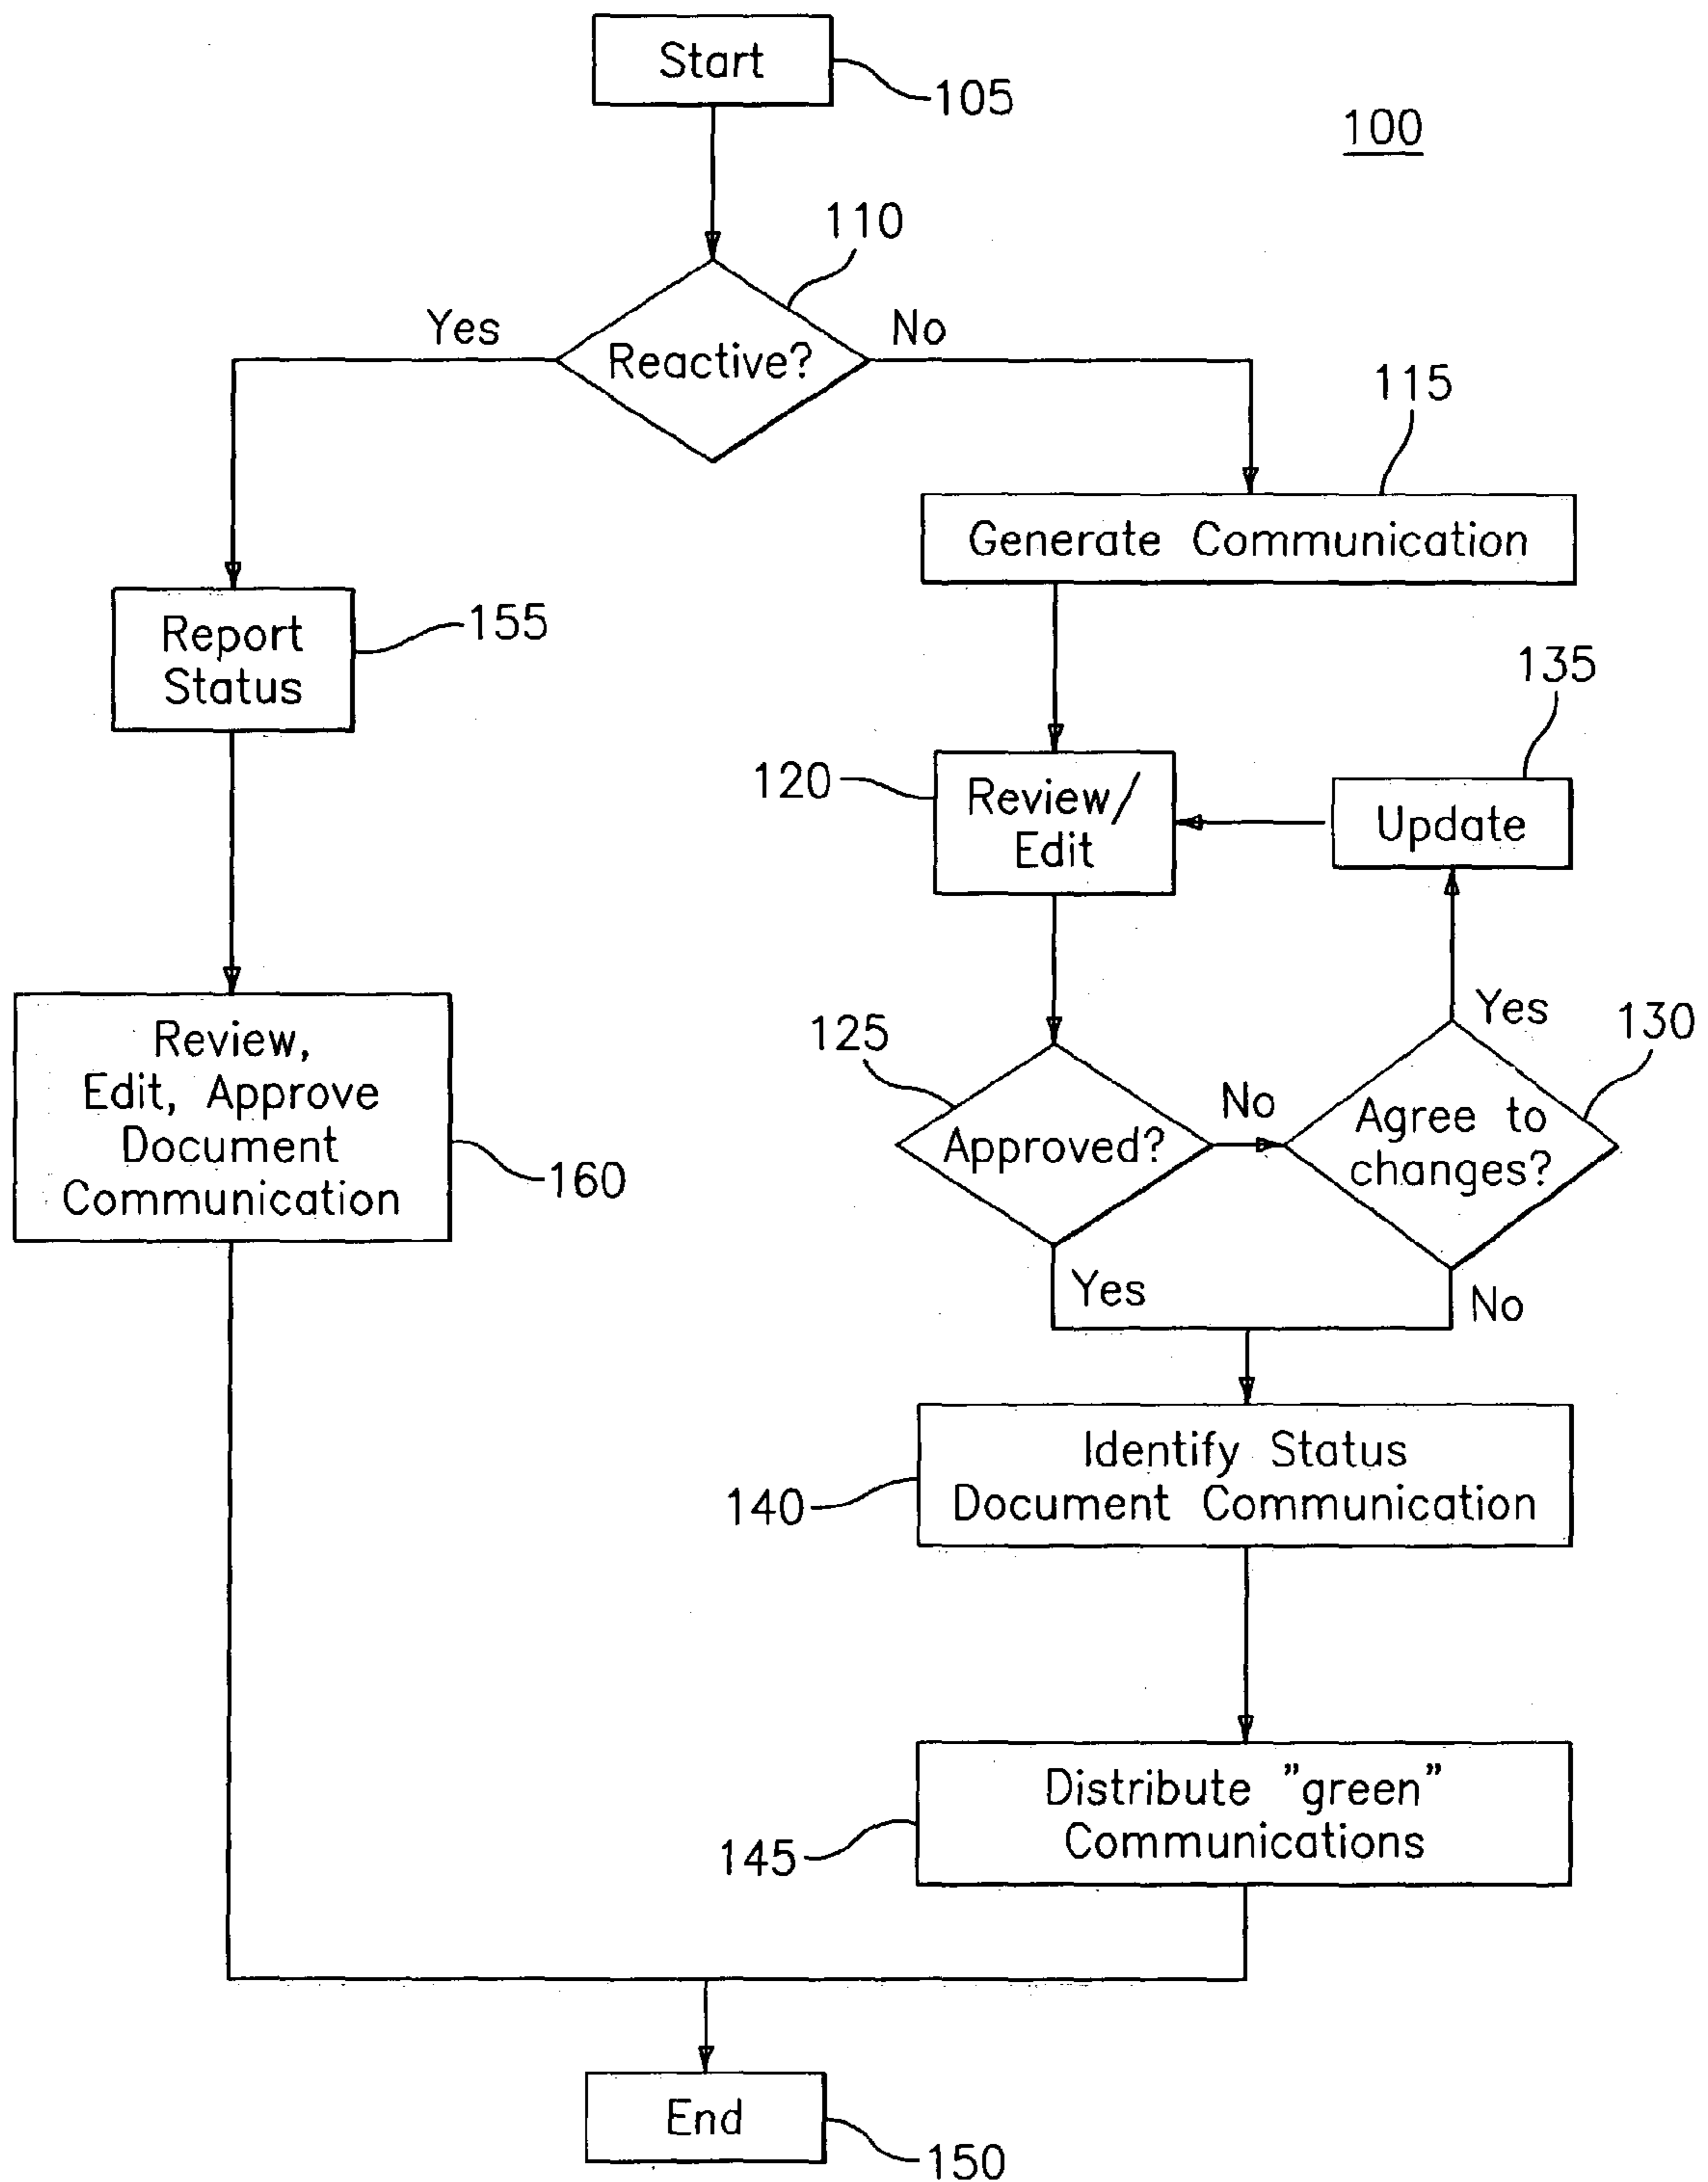 Start
105
100
110
Yes
No
Reactive?
115
Generate Communication
Report
Status
155
135
120
Review/
Edit
Update
Review,
Edit, Approve
Document
Communication
160
125
Yes
130
No
Approved?
Agree to
changes?
Yes
No
Identify Status
Document Communication
140
Distribute "green"
Communications
145
End
150